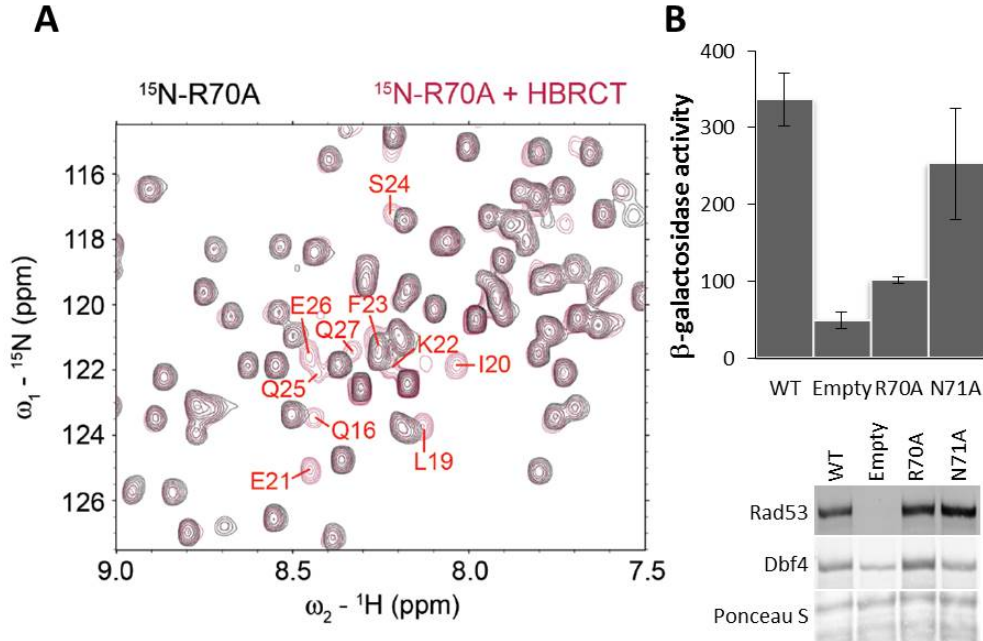 A
¹⁵N-R70A
¹⁵N-R70A + HBRCT
116
118
120
122
124
126
ω₁ - ¹⁵N (ppm)
S24
E26
F23
Q27
K22
I20
Q25
Q16
L19
E21
9.0
8.5
8.0
7.5
ω₂ - ¹H (ppm)
B
400
300
200
100
0
β-galactosidase activity
WT Empty R70A N71A
WT
Empty
R70A
N71A
Rad53
Dbf4
Ponceau S